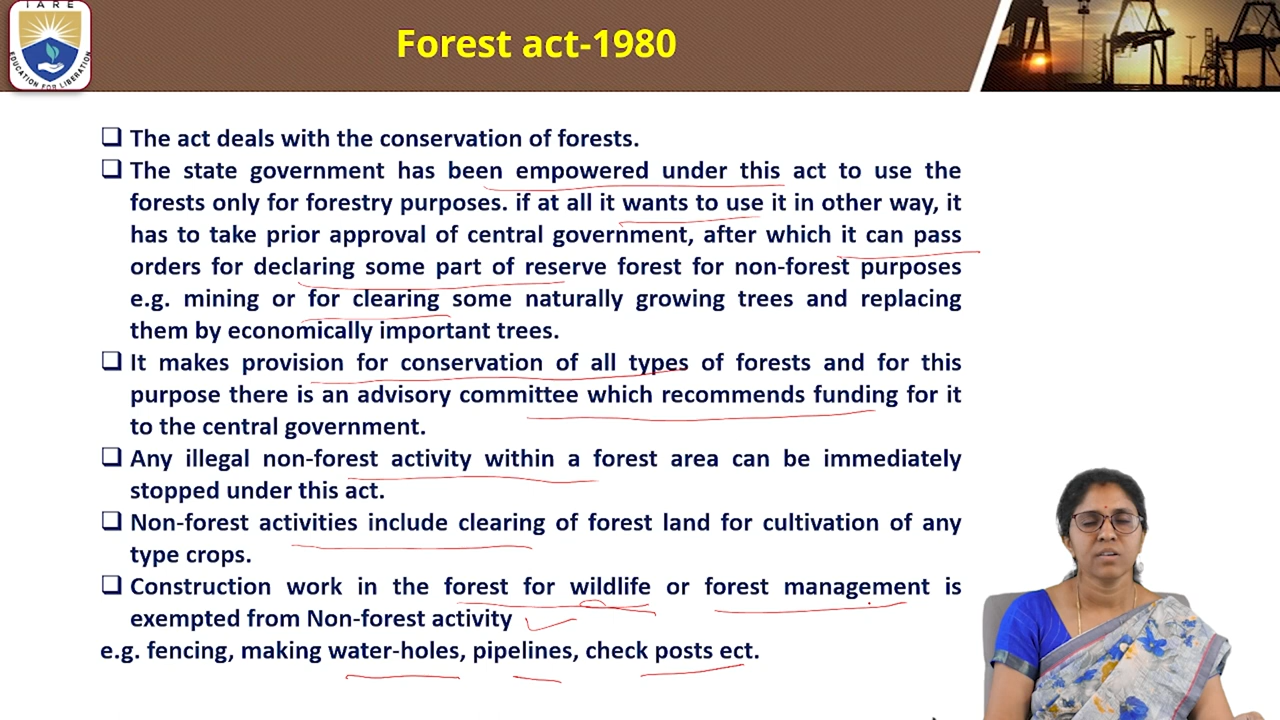 IARE
EDUCATION FOR LIBERATION
Forest act-1980
❑ The act deals with the conservation of forests.
❑ The state government has been empowered under this act to use the
forests only for forestry purposes. if at all it wants to use it in other way, it
has to take prior approval of central government, after which it can pass
orders for declaring some part of reserve forest for non-forest purposes
e.g. mining or for clearing some naturally growing trees and replacing
them by economically important trees.
❑ It makes provision for conservation of all types of forests and for this
purpose there is an advisory committee which recommends funding for it
to the central government.
❑ Any illegal non-forest activity within a forest area can be immediately
stopped under this act.
❑ Non-forest activities include clearing of forest land for cultivation of any
type crops.
❑ Construction work in the forest for wildlife or forest management is
exempted from Non-forest activity
e.g. fencing, making water-holes, pipelines, check posts ect.